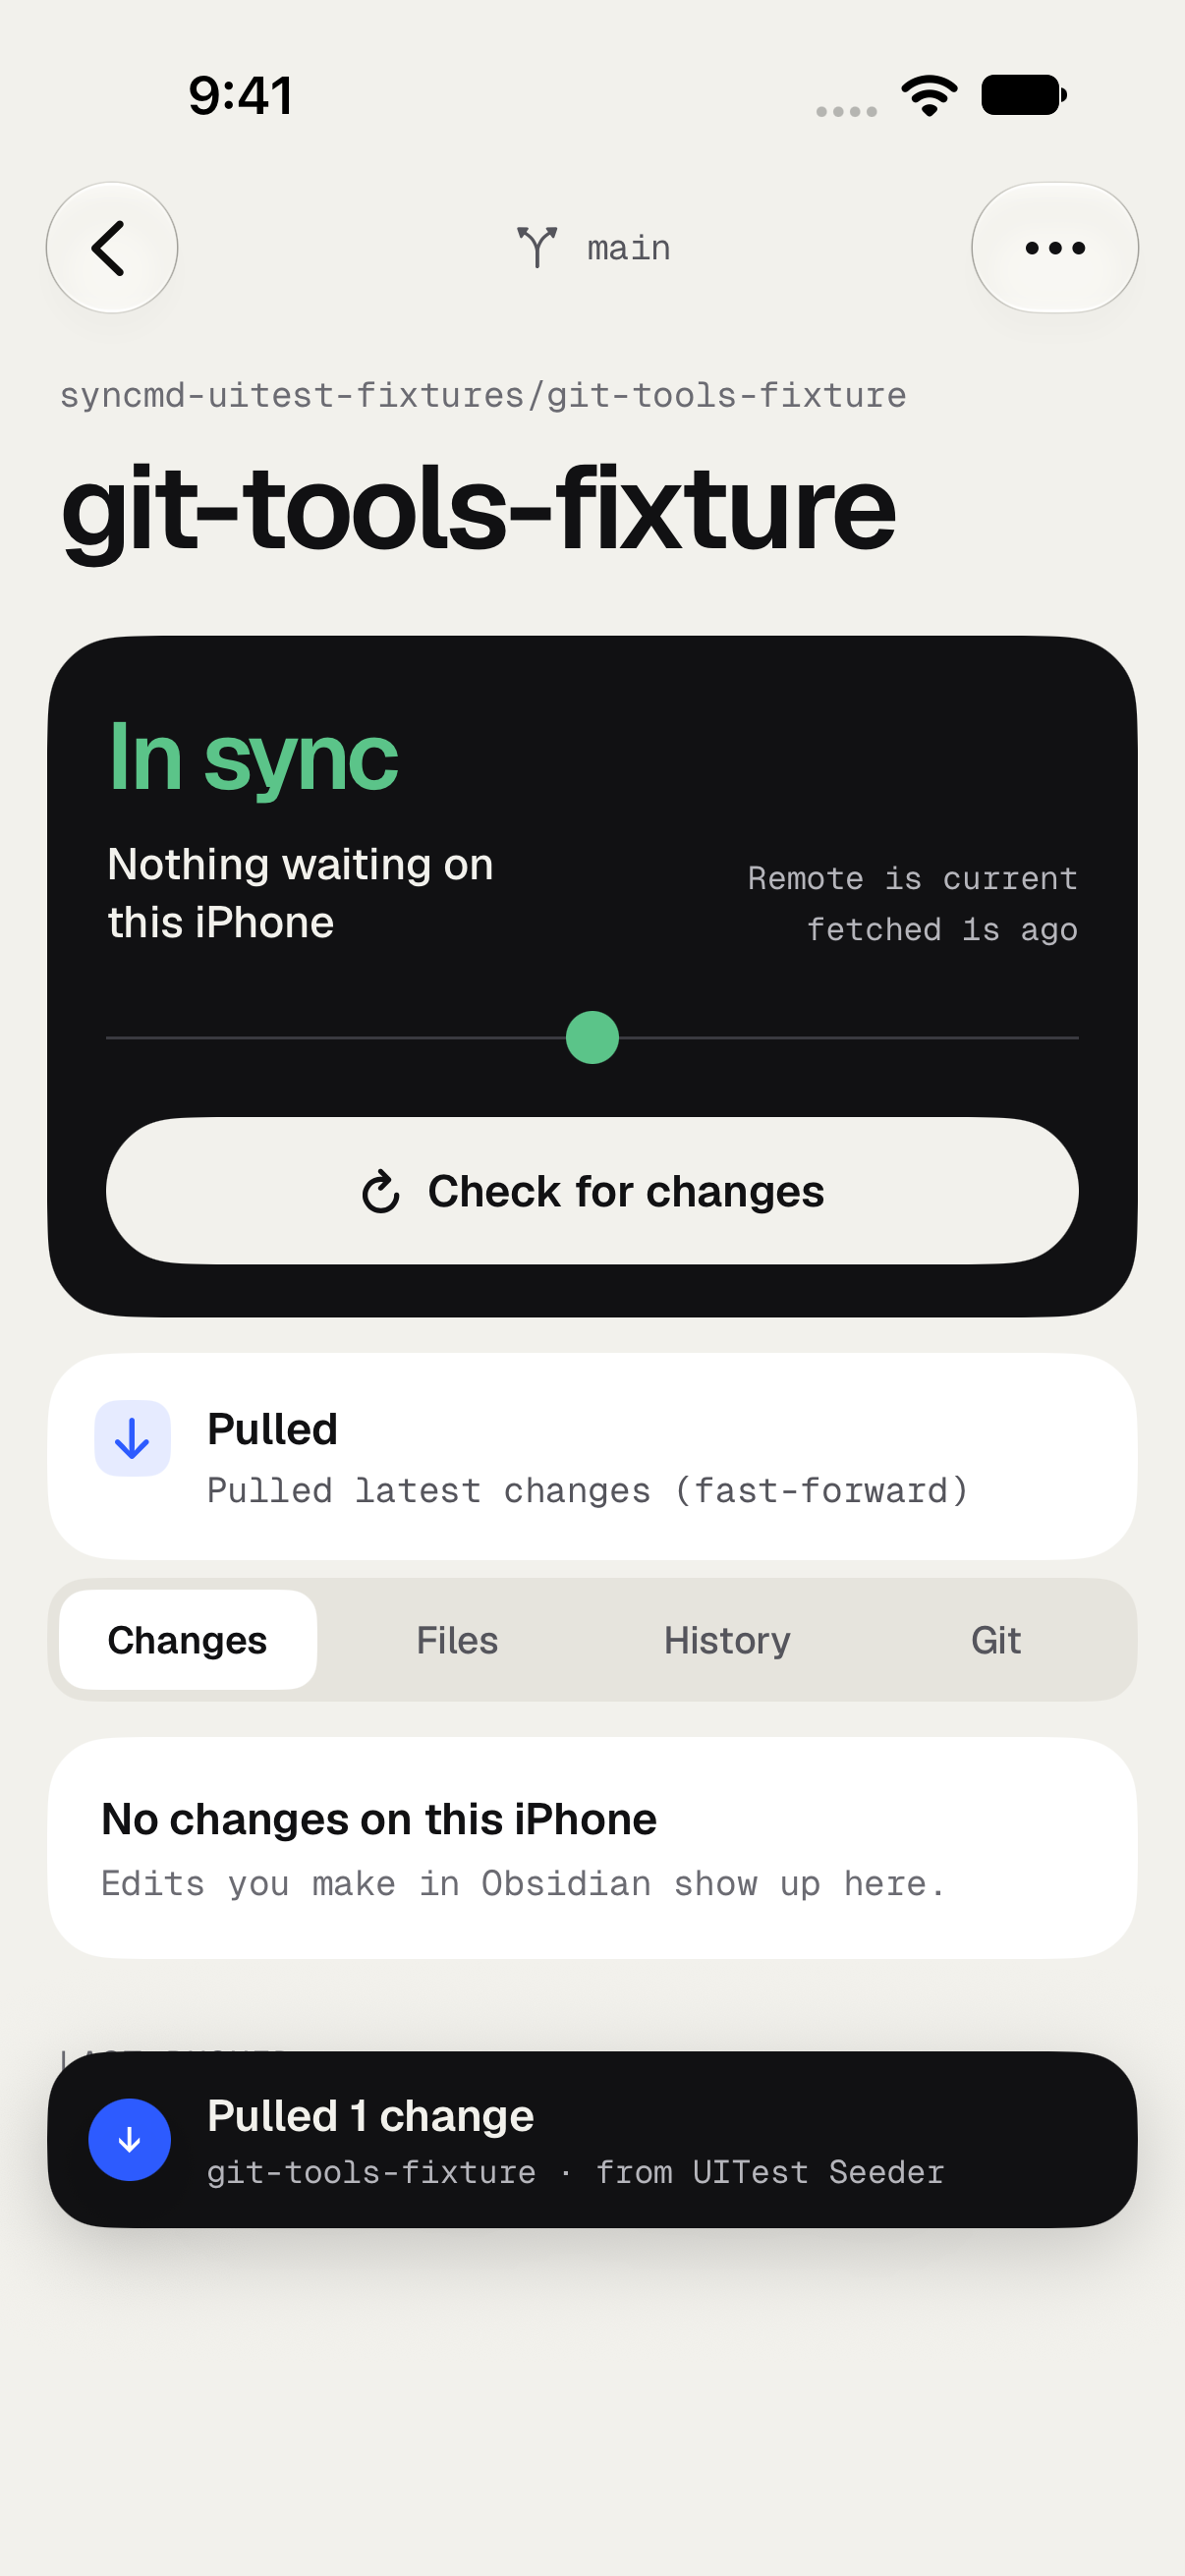 9:41
main
syncmd-uitest-fixtures/git-tools-fixture
git-tools-fixture
In sync
Nothing waiting on
this iPhone
Remote is current
fetched 1s ago
Check for changes
Pulled
Pulled latest changes (fast-forward)
Changes
Files
History
Git
No changes on this iPhone
Edits you make in Obsidian show up here.
Pulled 1 change
git-tools-fixture · from UITest Seeder